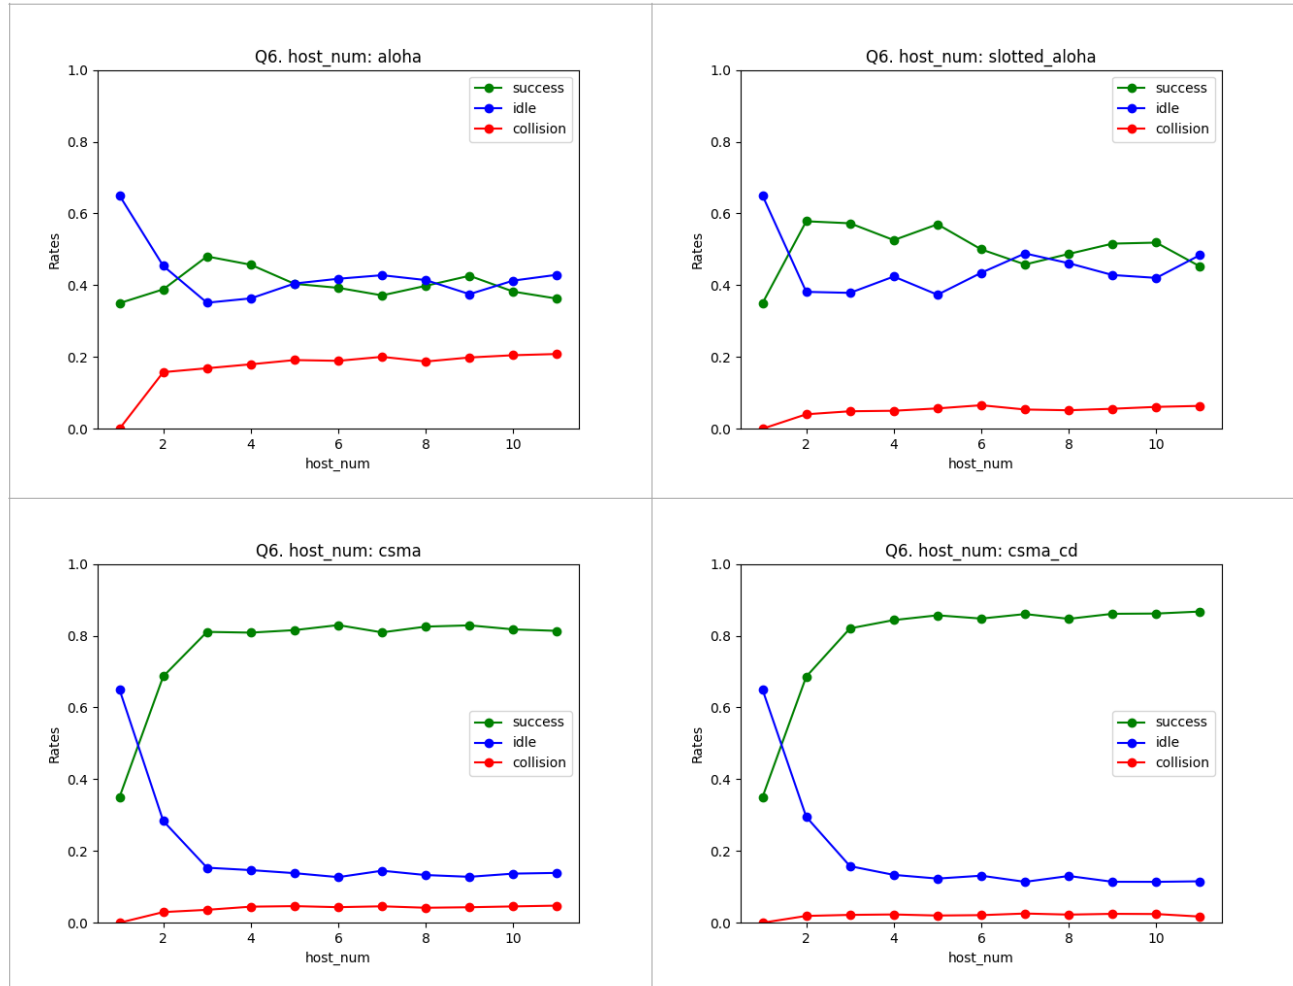 Q6. host_num: aloha
1.0
0.8
0.6
0.4
0.2
0.0
Rates
2 4 6 8 10
host_num
success
idle
collision
Q6. host_num: slotted_aloha
1.0
0.8
0.6
0.4
0.2
0.0
Rates
2 4 6 8 10
host_num
success
idle
collision
Q6. host_num: csma
1.0
0.8
0.6
0.4
0.2
0.0
Rates
2 4 6 8 10
host_num
success
idle
collision
Q6. host_num: csma_cd
1.0
0.8
0.6
0.4
0.2
0.0
Rates
2 4 6 8 10
host_num
success
idle
collision